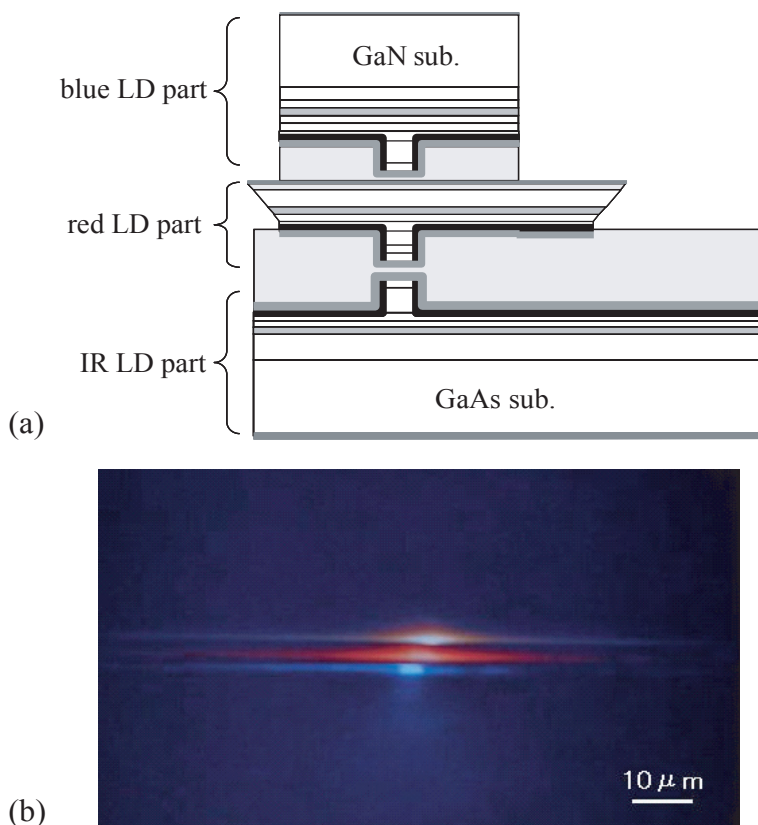 GaN sub.
blue LD part
red LD part
IR LD part
GaAs sub.
(a)
10 μm
(b)